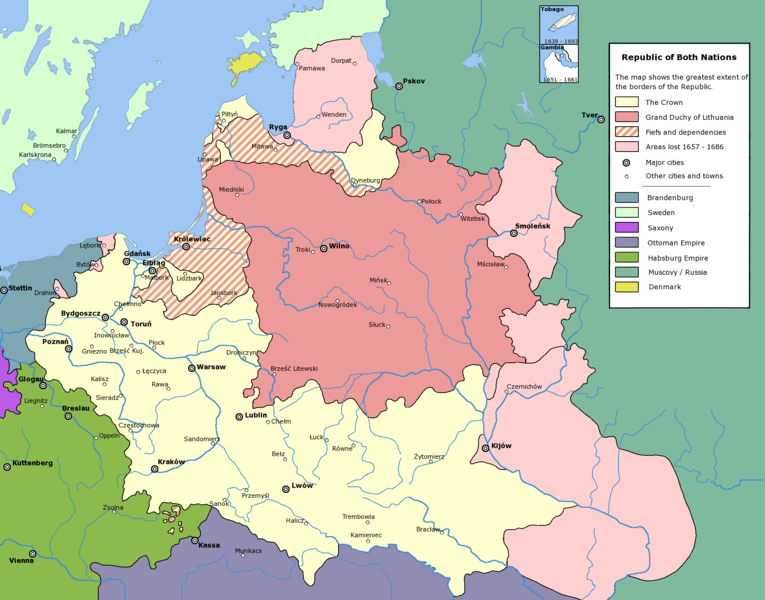 Tobago
1639 - 1693
Gambia
1651 - 1661
Republic of Both Nations
The map shows the greatest extent of
the borders of the Republic.
The Crown
Grand Duchy of Lithuania
Fiefs and dependencies
Areas lost 1657 - 1686
Major cities
Other cities and towns
Brandenburg
Sweden
Saxony
Ottoman Empire
Habsburg Empire
Muscovy / Russia
Denmark
Parnawa
Dorpat
Pskov
Tver
Piltyń
Wenden
Kalmar
Ryga
Brömsebro
Mitawa
Karlskrona
Lipawa
Dyneburg
Miedniki
Połock
Witebsk
Smoleńsk
Królewiec
Lębork
Wilno
Troki
Gdańsk
Bytów
Elbląg
Mścisław
Malbork
Lidzbark
Mińsk
Stettin
Drahim
Jansbork
Chełmno
Nowogródek
Bydgoszcz
Toruń
Słuck
Inowrocław
Poznań
Płock
Gniezno
Brześć Kuj.
Droniczyn
Warsaw
Brześć Litewski
Łęczyca
Glogau
Kalisz
Rawa
Czernichów
Liegnitz
Sieradz
Breslau
Lublin
Chełm
Częstochowa
Oppeln
Sandomierz
Łuck
Równe
Kijów
Bełz
Żytomierz
Kuttenberg
Kraków
Lwów
Przemyśl
Sanok
Zsolna
Halicz
Trembowla
Bracław
Kamieniec
Kassa
Munkacs
Vienna